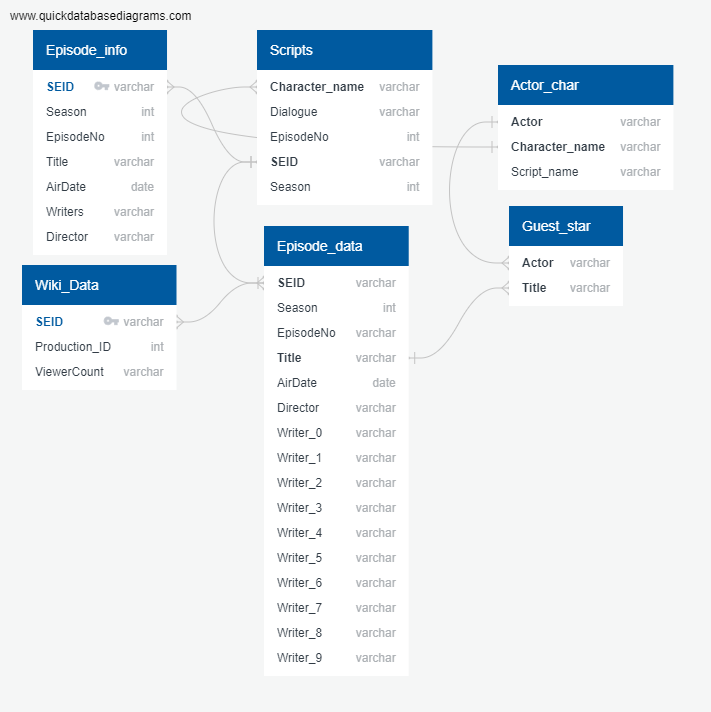 www.quickdatabasediagrams.com
Episode_info
SEID varchar
Season int
EpisodeNo int
Title varchar
AirDate date
Writers varchar
Director varchar
Scripts
Character_name varchar
Dialogue varchar
EpisodeNo int
SEID varchar
Season int
Actor_char
Actor varchar
Character_name varchar
Script_name varchar
Guest_star
Actor varchar
Title varchar
Wiki_Data
SEID varchar
Production_ID int
ViewerCount varchar
Episode_data
SEID varchar
Season int
EpisodeNo varchar
Title varchar
AirDate date
Director varchar
Writer_0 varchar
Writer_1 varchar
Writer_2 varchar
Writer_3 varchar
Writer_4 varchar
Writer_5 varchar
Writer_6 varchar
Writer_7 varchar
Writer_8 varchar
Writer_9 varchar